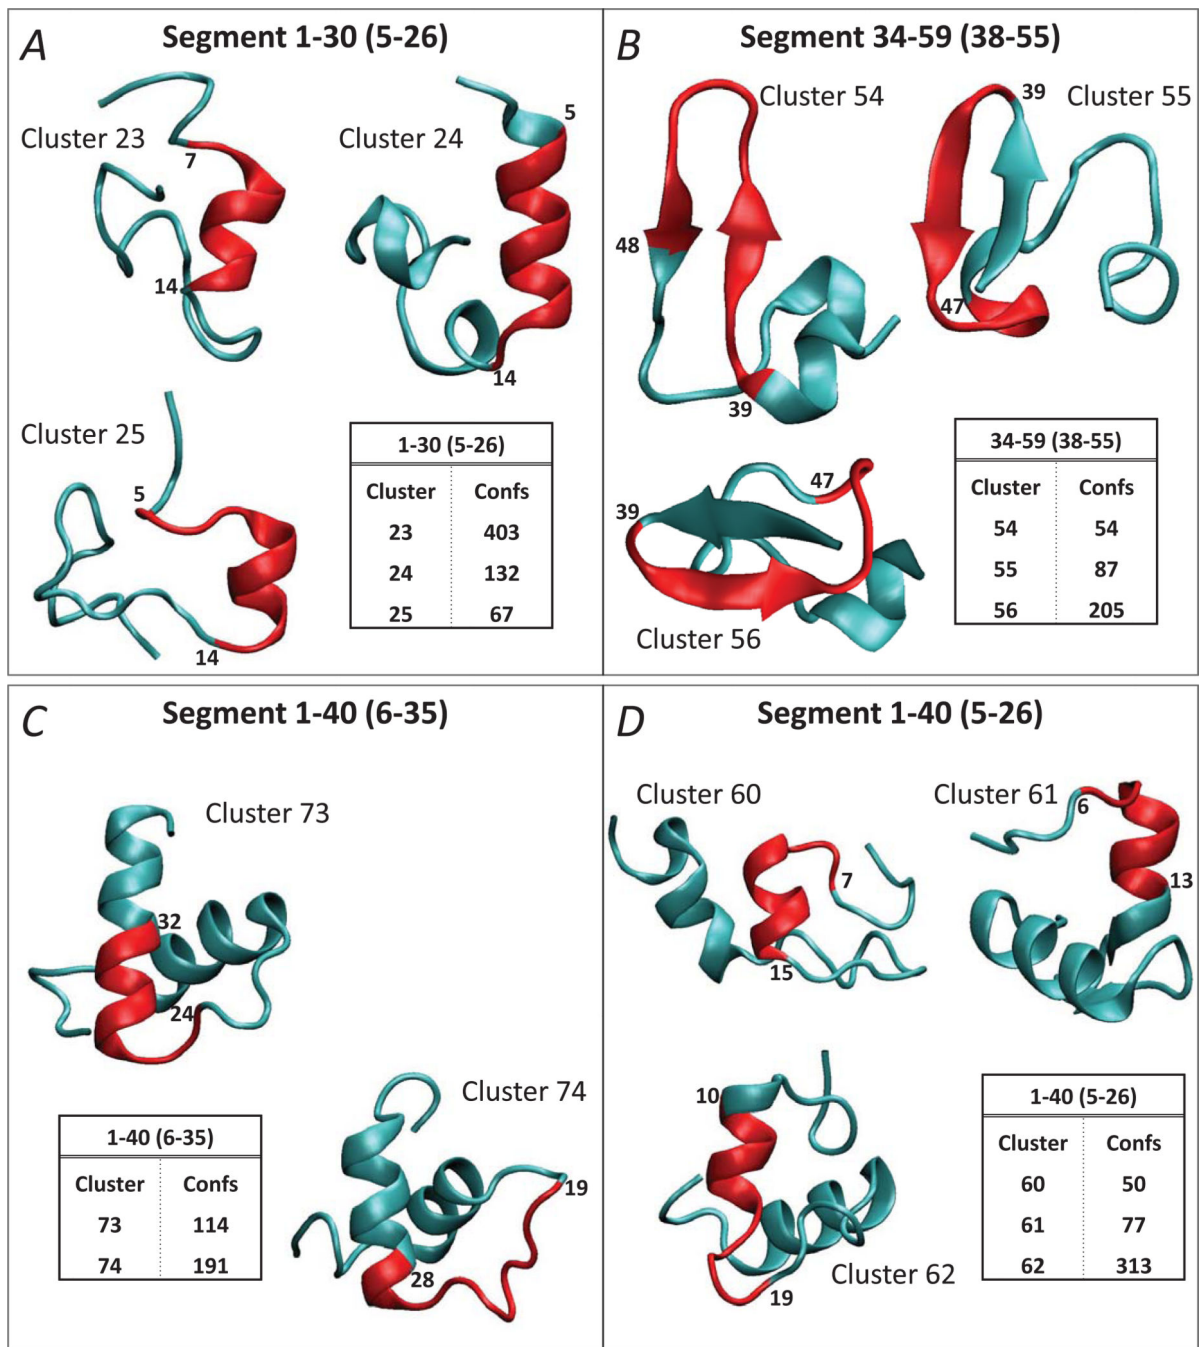 A
Segment 1-30 (5-26)
Cluster 23
7
14
Cluster 24
5
14
Cluster 25
5
14
1-30 (5-26)
Cluster Confs
23 403
24 132
25 67
B
Segment 34-59 (38-55)
Cluster 54
48
39
Cluster 55
39
47
39
47
Cluster 56
34-59 (38-55)
Cluster Confs
54 54
55 87
56 205
C
Segment 1-40 (6-35)
Cluster 73
32
24
Cluster 74
19
28
1-40 (6-35)
Cluster Confs
73 114
74 191
D
Segment 1-40 (5-26)
Cluster 60
7
15
Cluster 61
6
13
10
19
Cluster 62
1-40 (5-26)
Cluster Confs
60 50
61 77
62 313